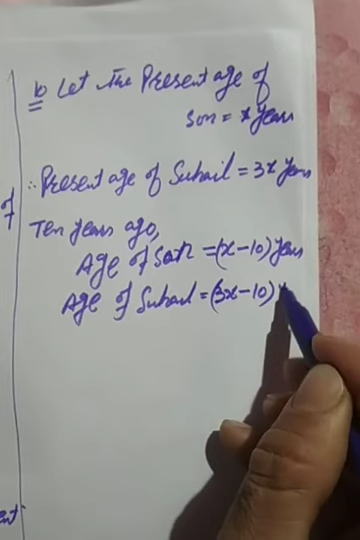 b Let the Present age of
son = x years
∴ Present age of Suhail = 3x years
Ten years ago,
Age of Son = (x-10) years
Age of Suhail = (3x-10) y
of